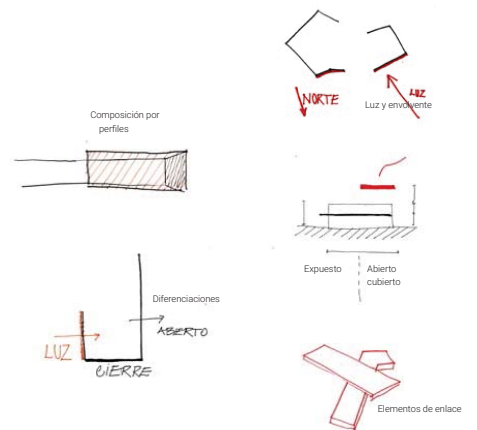 NORTE
LUZ
Luz y envolvente
Composición por
perfiles
Expuesto
Abierto
cubierto
Diferenciaciones
ABIERTO
LUZ
CIERRE
Elementos de enlace